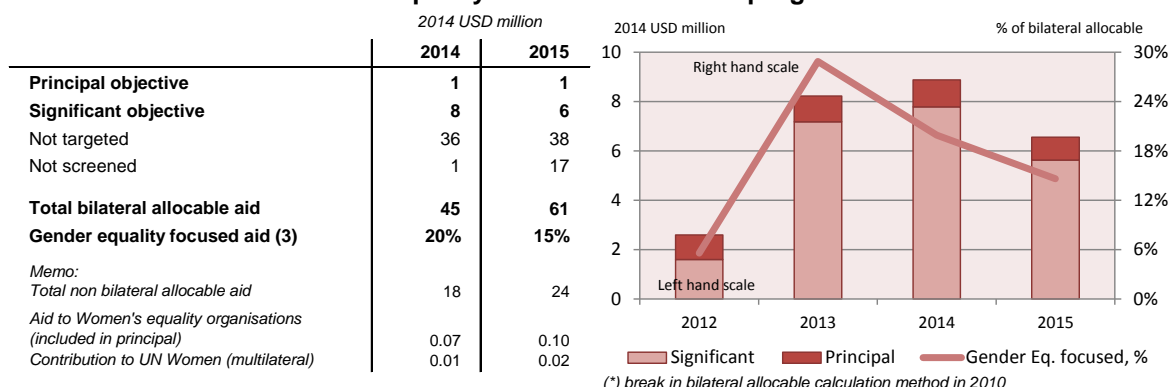 2014 USD million
2014 2015
Principal objective 1 1
Significant objective 8 6
Not targeted 36 38
Not screened 1 17
Total bilateral allocable aid 45 61
Gender equality focused aid (3) 20% 15%
Memo:
Total non bilateral allocable aid 18 24
Aid to Women's equality organisations
(included in principal) 0.07 0.10
Contribution to UN Women (multilateral) 0.01 0.02
2014 USD million % of bilateral allocable
10 30%
Right hand scale
8 24%
6 18%
4 12%
2 6%
Left hand scale
0 0%
2012 2013 2014 2015
Significant Principal Gender Eq. focused, %
(*) break in bilateral allocable calculation method in 2010